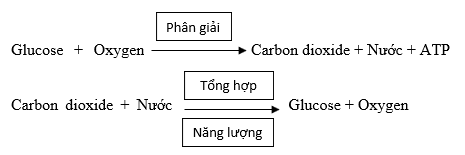 Phân giải
Glucose + Oxygen Carbon dioxide + Nước + ATP
Tổng hợp
Carbon dioxide + Nước Glucose + Oxygen
Năng lượng